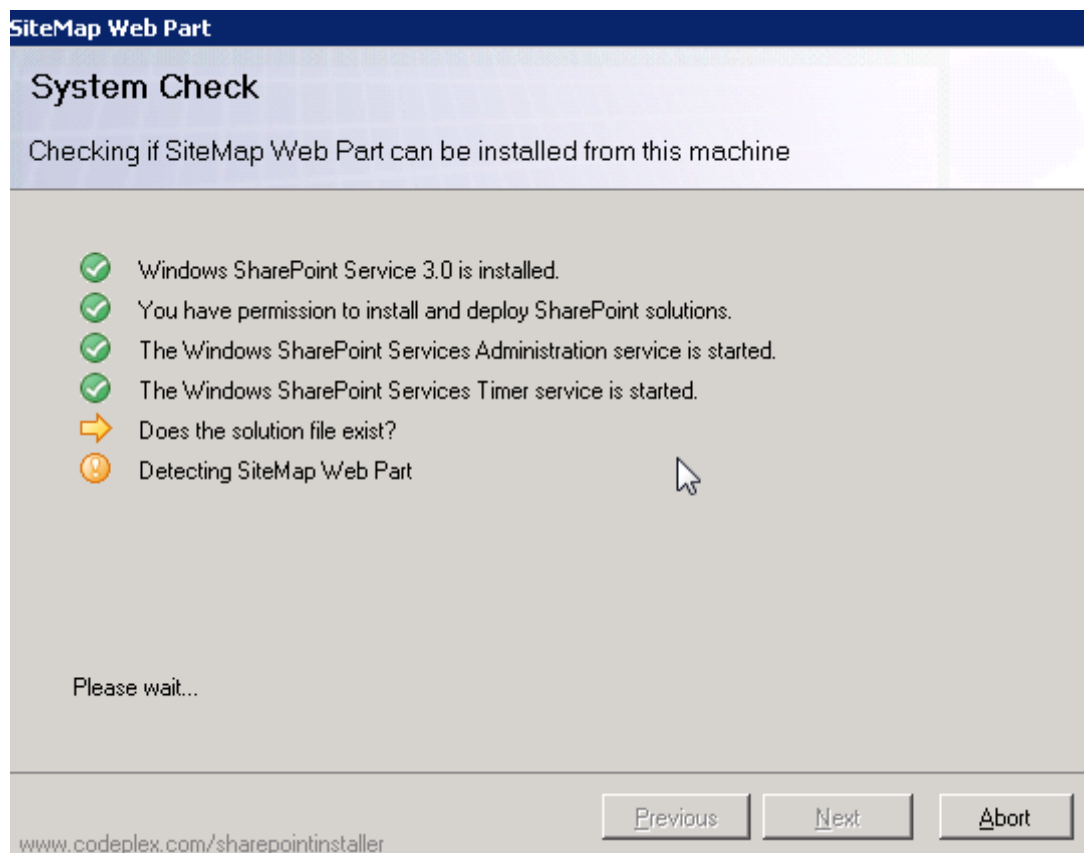 SiteMap Web Part
System Check
Checking if SiteMap Web Part can be installed from this machine
Windows SharePoint Service 3.0 is installed.
You have permission to install and deploy SharePoint solutions.
The Windows SharePoint Services Administration service is started.
The Windows SharePoint Services Timer service is started.
Does the solution file exist?
Detecting SiteMap Web Part
Please wait...
Previous Next Abort
www.codeplex.com/sharepointinstaller